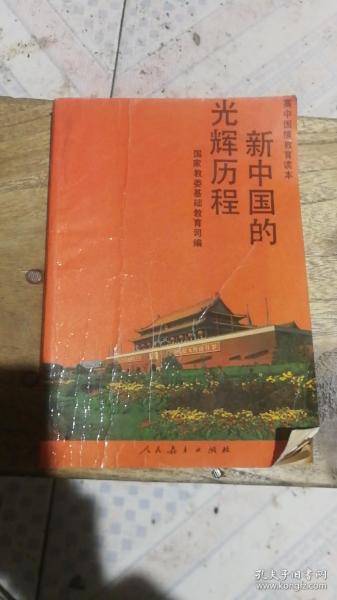 高中国情教育读本
新中国的
光辉历程
国家教委基础教育司编
人民教育出版社
孔夫子旧书网